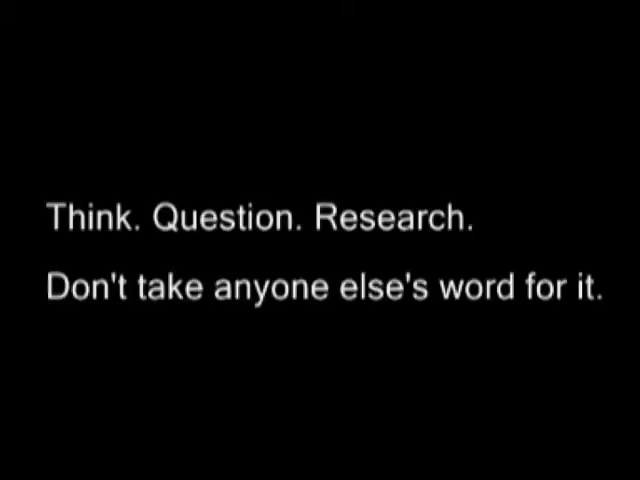 Think. Question. Research.
Don't take anyone else's word for it.